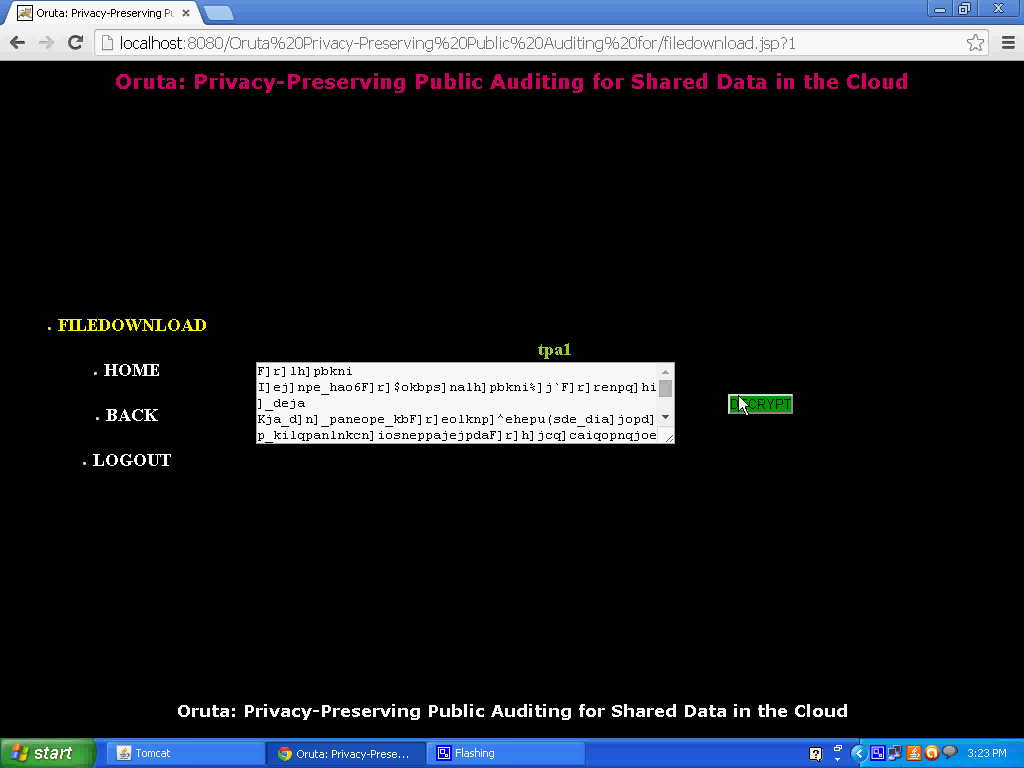 Oruta: Privacy-Preserving Pu
localhost:8080/Oruta%20Privacy-Preserving%20Public%20Auditing%20for/filedownload.jsp?1
Oruta: Privacy-Preserving Public Auditing for Shared Data in the Cloud
FILEDOWNLOAD
tpa1
HOME
F]r]lh]pbkni
I]ej]npe_hao6F]r]$okbps]nalh]pbkni%]j`F]r]renpq]hi
]_deja
Kja_d]n]_paneope_kbF]r]eolknp]^ehepu(sde_dia]jopd]
p_kilqpanlnkcn]iosneppajejpdaF]r]h]jcq]caiqopnqjoe
BACK
LOGOUT
Oruta: Privacy-Preserving Public Auditing for Shared Data in the Cloud
start
Tomcat
Oruta: Privacy-Prese...
Flashing
3:23 PM